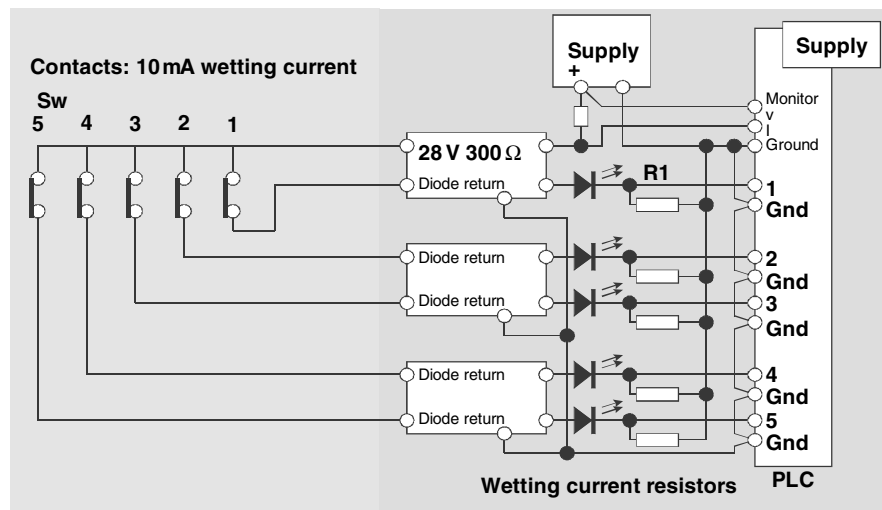 Supply
+
Supply
Contacts: 10 mA wetting current
Sw
5 4 3 2 1
Monitor
v
I
Ground
28 V 300 Ω
Diode return
R1
1
Gnd
Diode return
2
Gnd
Diode return
3
Gnd
Diode return
4
Gnd
Diode return
5
Gnd
Wetting current resistors
PLC